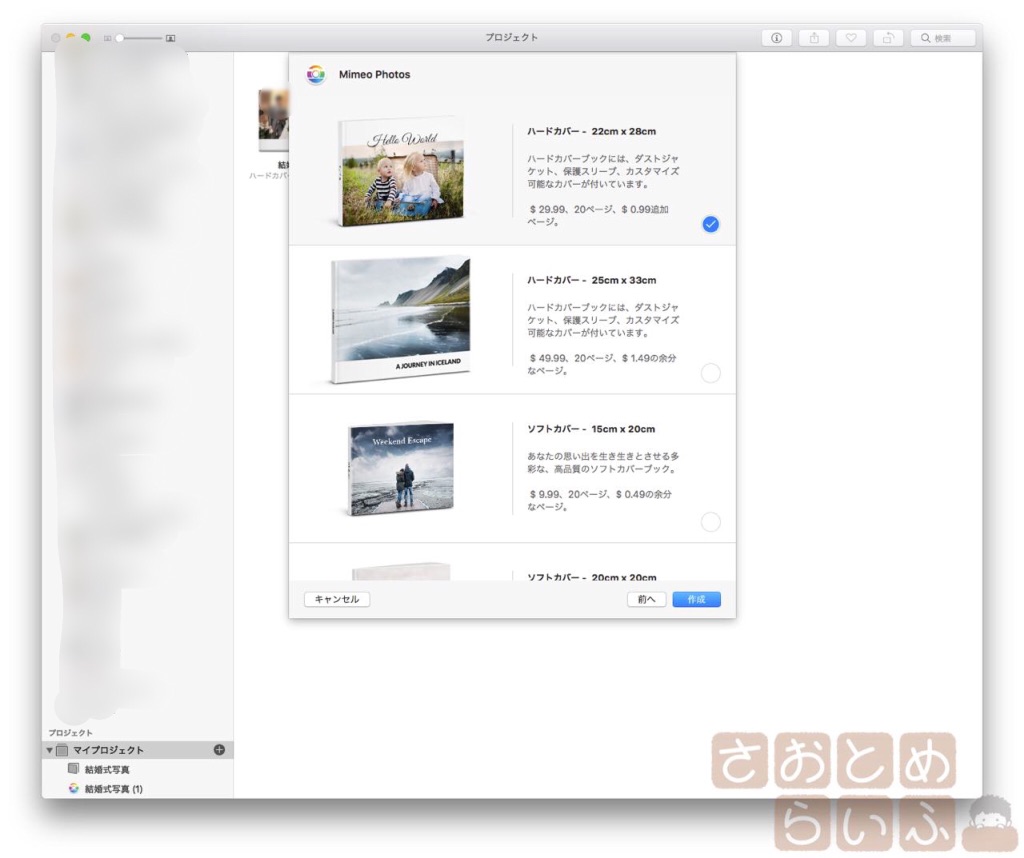 プロジェクト
検索
Mimeo Photos
Hello World
ハードカバー - 22cm x 28cm
ハードカバーブックには、ダストジャ
ケット、保護スリーブ、カスタマイズ
可能なカバーが付いています。
$ 29.99、20ページ、$ 0.99追加
ページ。
結婚
ハードカバ
A JOURNEY IN ICELAND
ハードカバー - 25cm x 33cm
ハードカバーブックには、ダストジャ
ケット、保護スリーブ、カスタマイズ
可能なカバーが付いています。
$ 49.99、20ページ、$ 1.49の余分
なページ。
Weekend Escape
ソフトカバー - 15cm x 20cm
あなたの思い出を生き生きとさせる多
彩な、高品質のソフトカバーブック。
$ 9.99、20ページ、$ 0.49の余分
なページ。
ソフトカバー - 20cm x 20cm
キャンセル
前へ
作成
プロジェクト
マイプロジェクト
結婚式写真
結婚式写真 (1)
さおとめ
らいふ